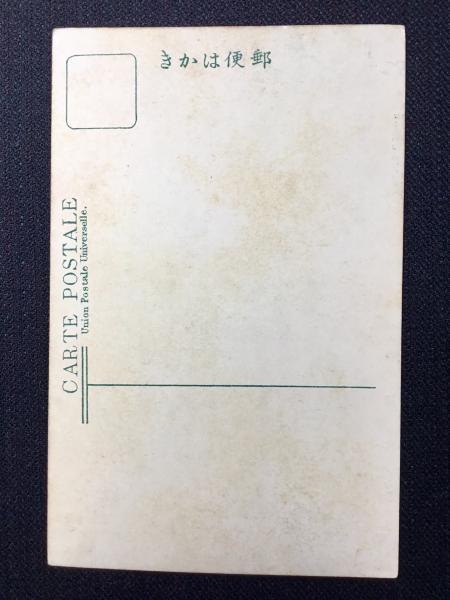 郵便はかき
CARTE POSTALE
Union Postale Universelle.